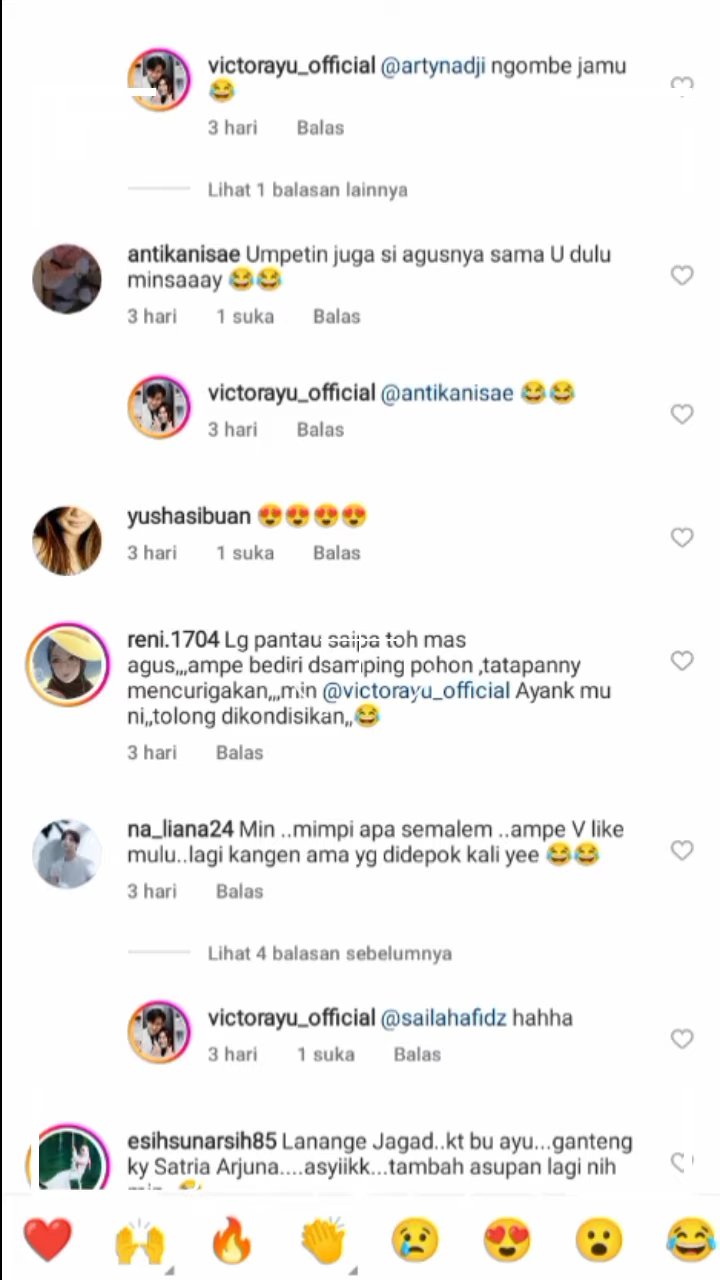 victorayu_official @artynadji ngombe jamu
😂
3 hari Balas
Lihat 1 balasan lainnya
antikanisae Umpetin juga si agusnya sama U dulu
minsaaay 😂😂
3 hari 1 suka Balas
victorayu_official @antikanisae 😂😂
3 hari Balas
yushasibuan 😍😍😍😍
3 hari 1 suka Balas
reni.1704 Lg pantau saipa toh mas
agus,,,ampe bediri dsamping pohon ,tatapanny
mencurigakan,,,min @victorayu_official Ayank mu
ni,,tolong dikondisikan,,😂
3 hari Balas
na_liana24 Min ..mimpi apa semalem ..ampe V like
mulu..lagi kangen ama yg didepok kali yee 😂😂
3 hari Balas
Lihat 4 balasan sebelumnya
victorayu_official @sailahafidz hahha
3 hari 1 suka Balas
esihsunarsih85 Lanange Jagad..kt bu ayu...ganteng
ky Satria Arjuna....asyiikk...tambah asupan lagi nih